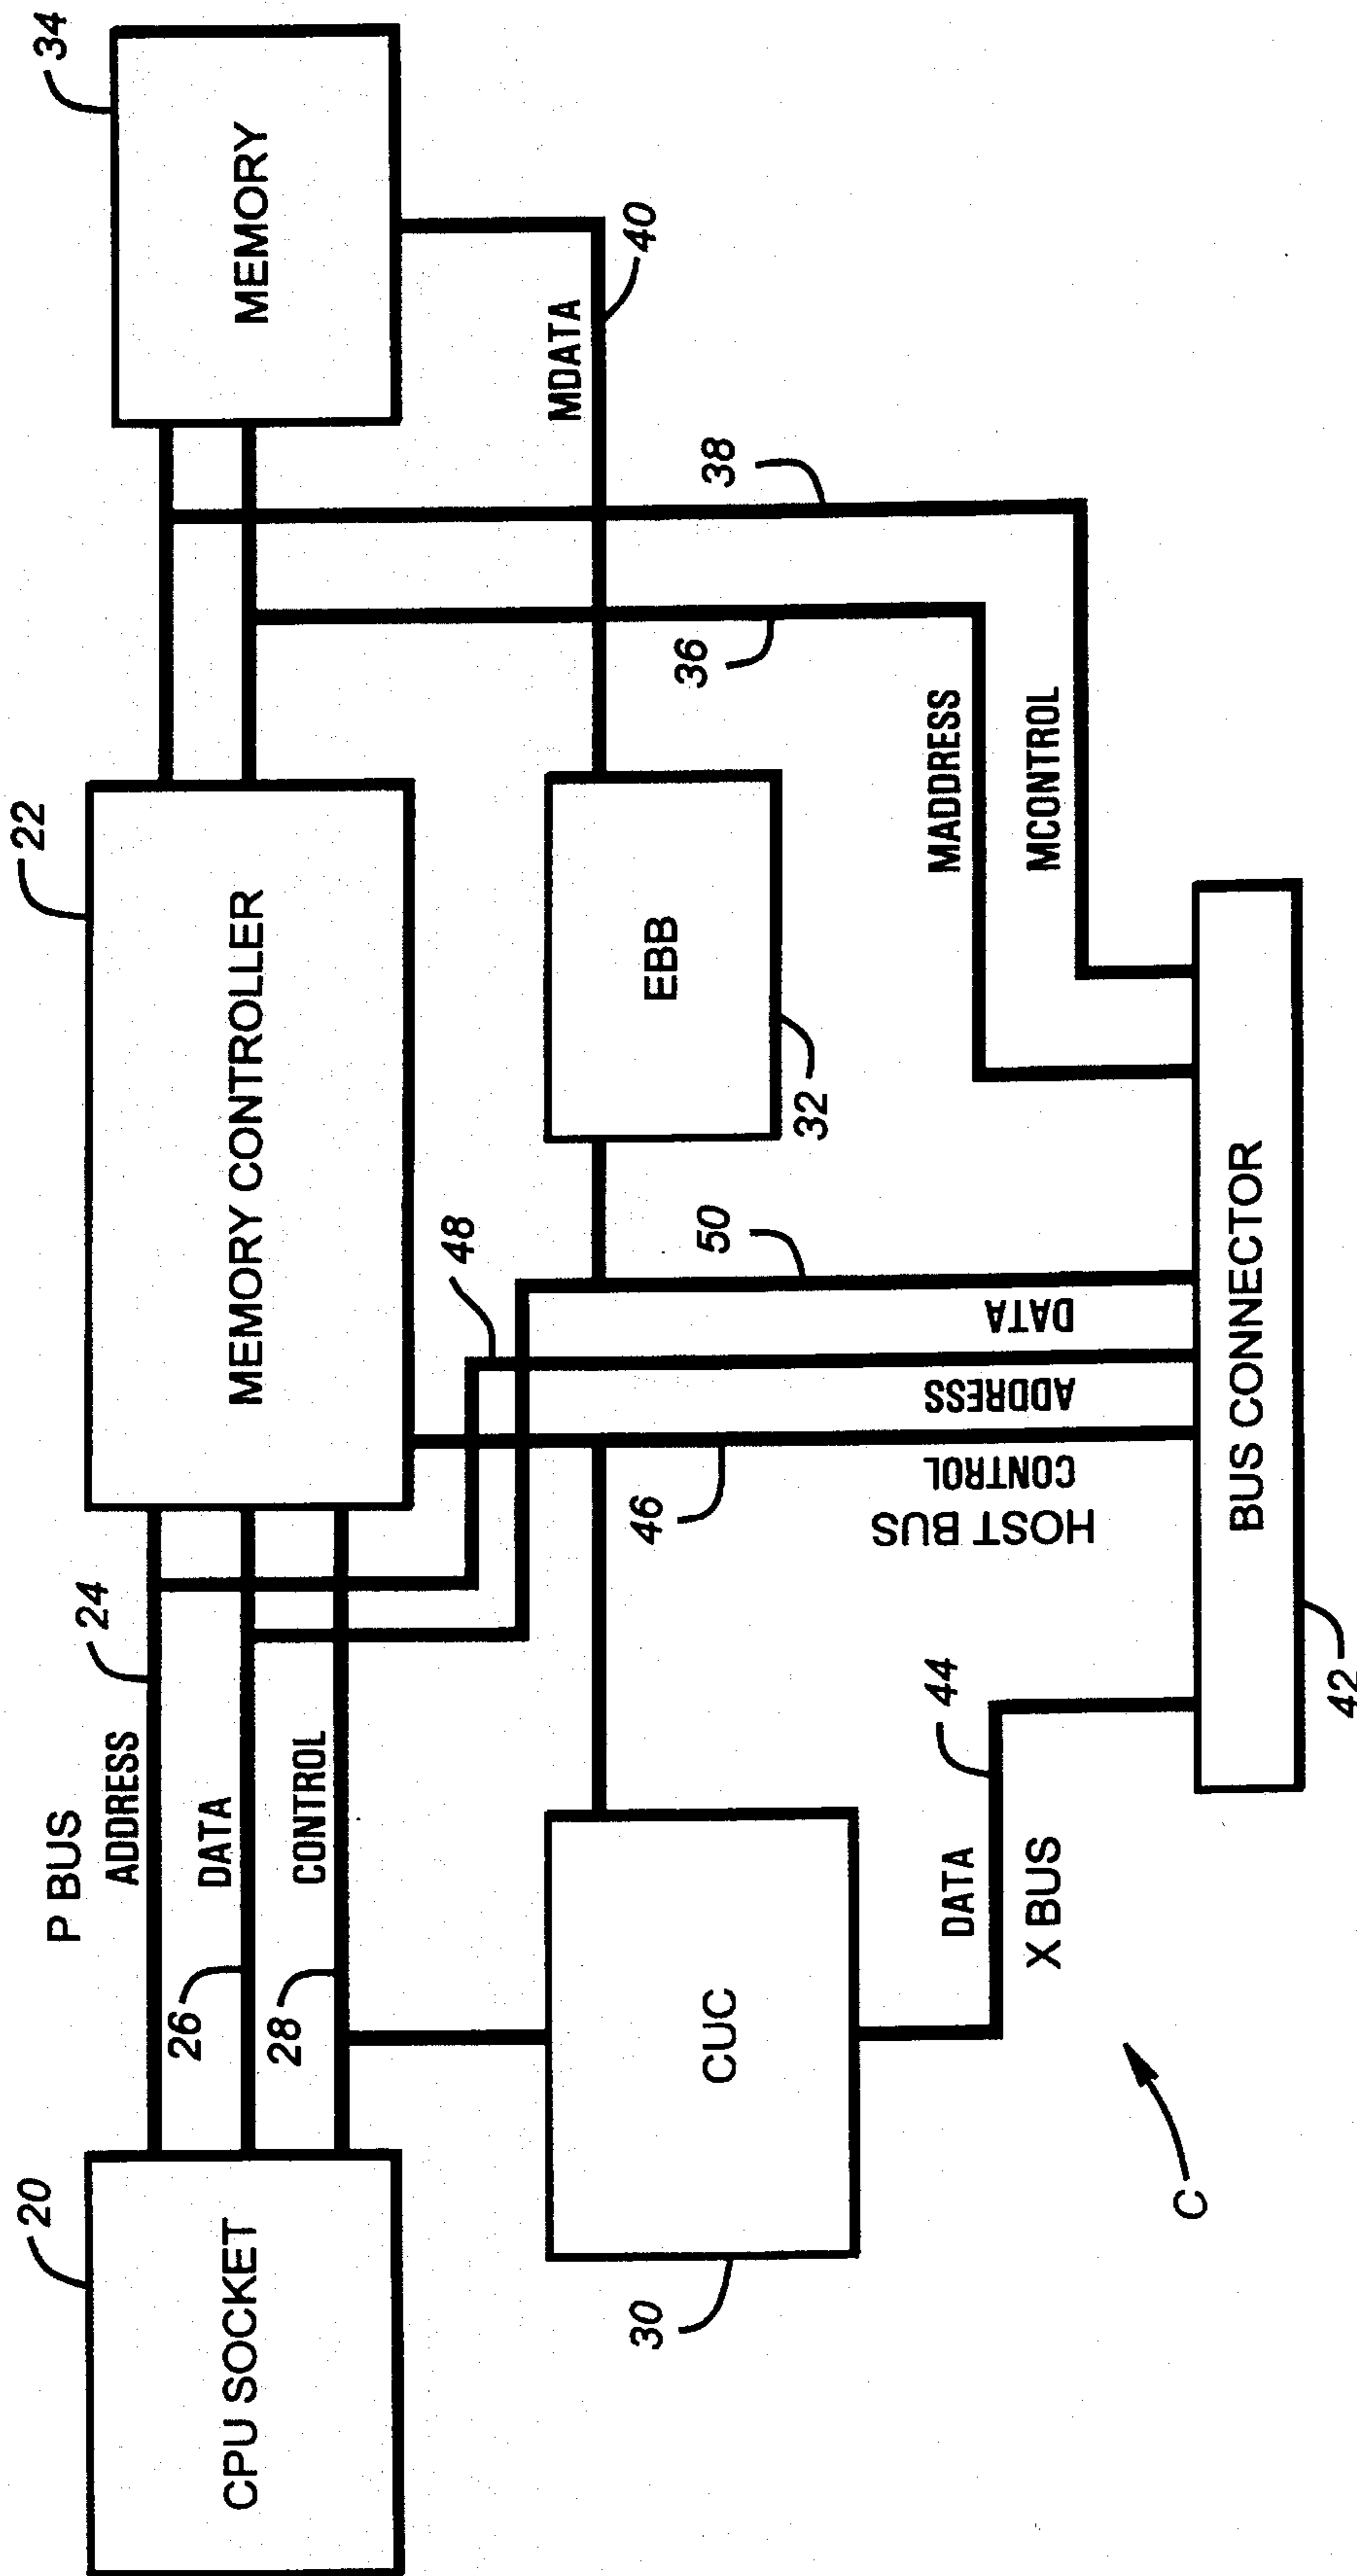 20
CPU SOCKET
P BUS
ADDRESS
24
DATA
26
CONTROL
28
22
MEMORY CONTROLLER
34
MEMORY
30
CUC
48
EBB
32
MDATA
40
46
50
36
38
DATA
44
X BUS
HOST BUS
CONTROL
ADDRESS
DATA
MADDRESS
MCONTROL
BUS CONNECTOR
42
C